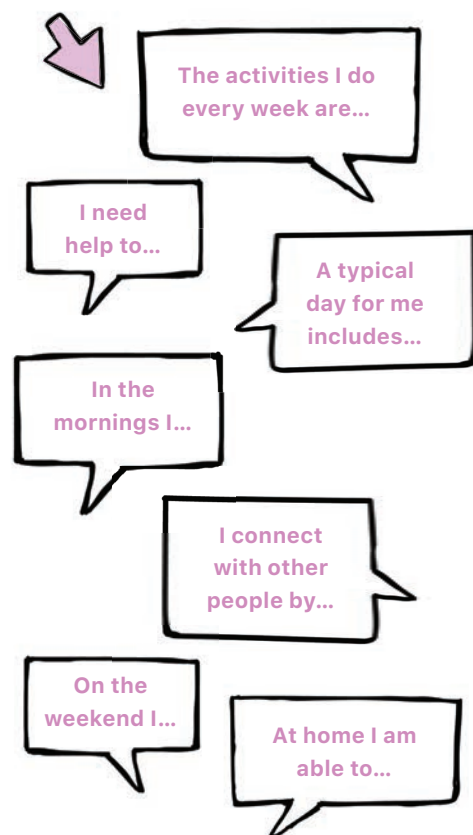 The activities I do
every week are...
I need
help to...
A typical
day for me
includes...
In the
mornings I...
I connect
with other
people by...
On the
weekend I...
At home I am
able to...